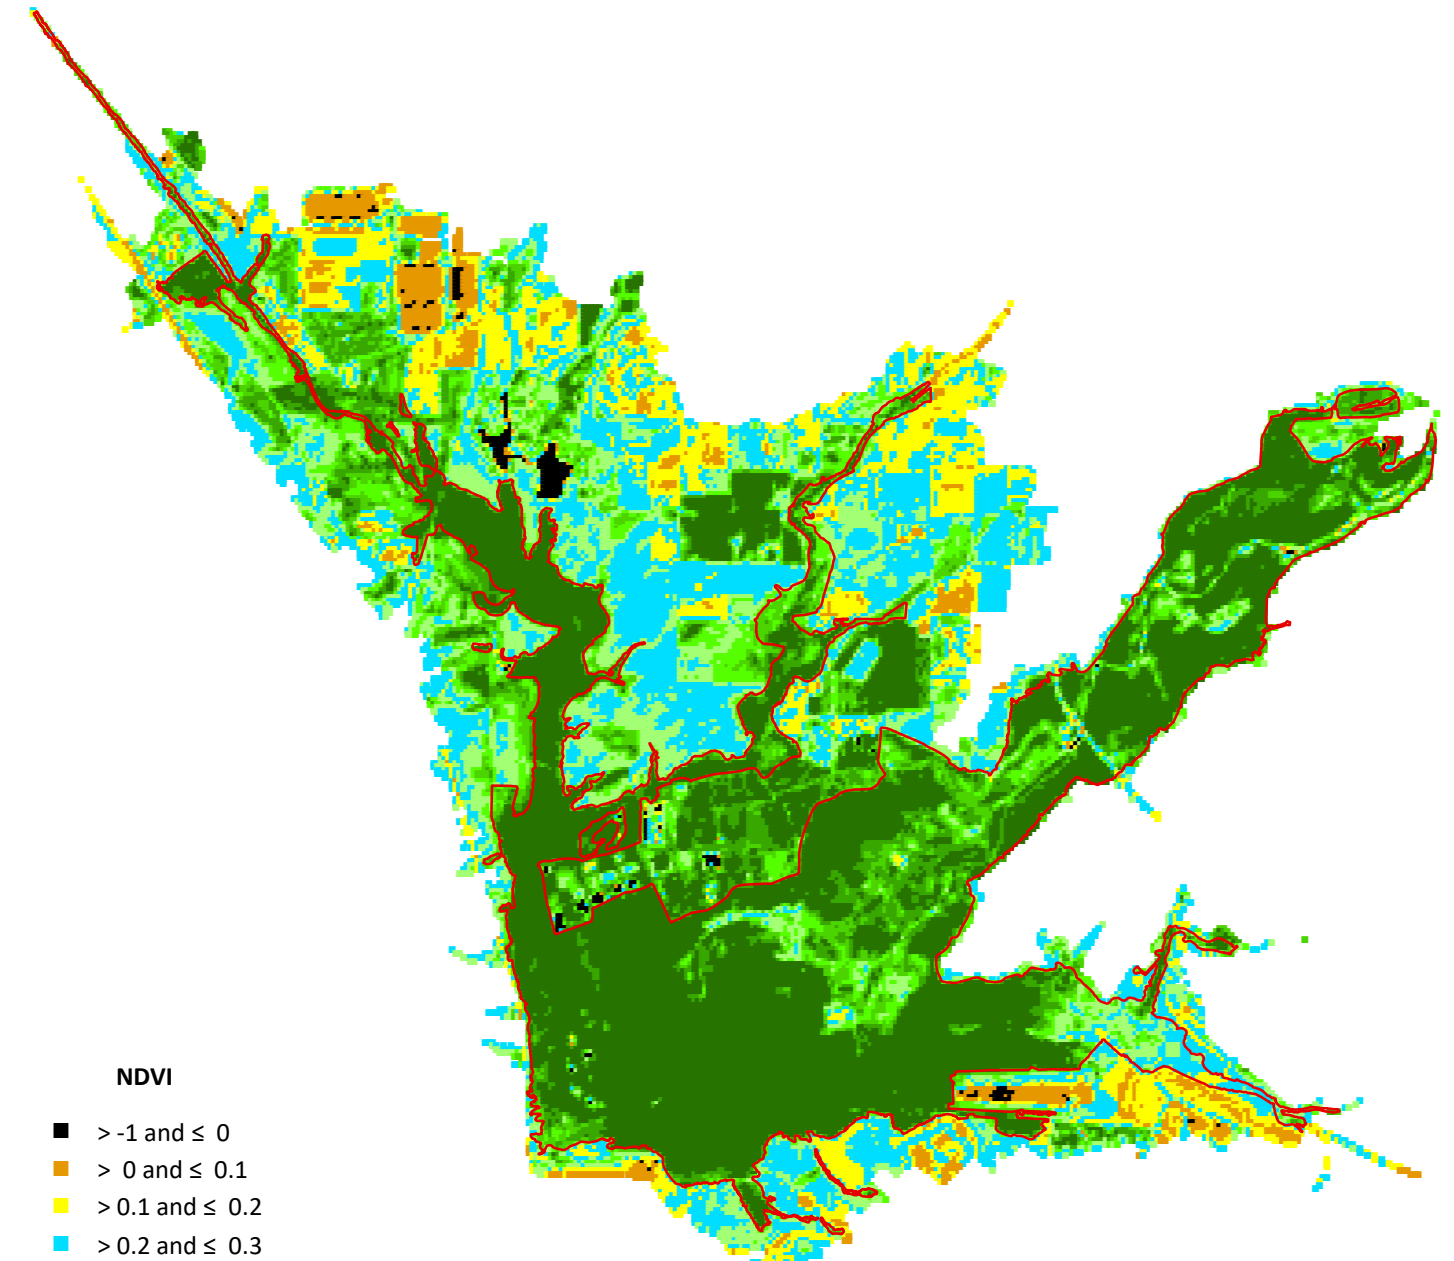 NDVI
> -1 and ≤ 0
> 0 and ≤ 0.1
> 0.1 and ≤ 0.2
> 0.2 and ≤ 0.3